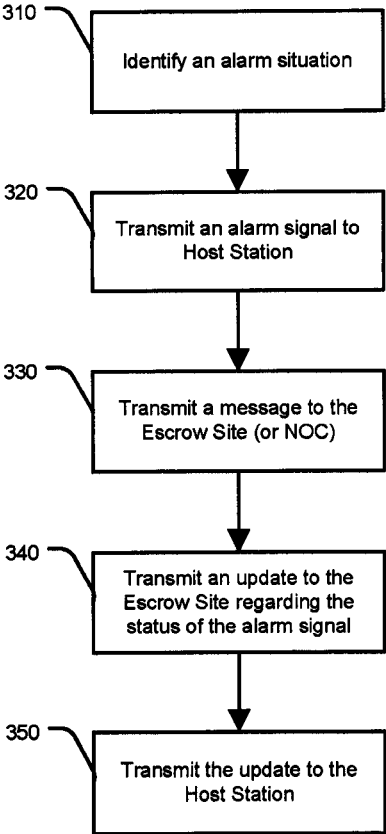 310
Identify an alarm situation
320
Transmit an alarm signal to
Host Station
330
Transmit a message to the
Escrow Site (or NOC)
340
Transmit an update to the
Escrow Site regarding the
status of the alarm signal
350
Transmit the update to the
Host Station